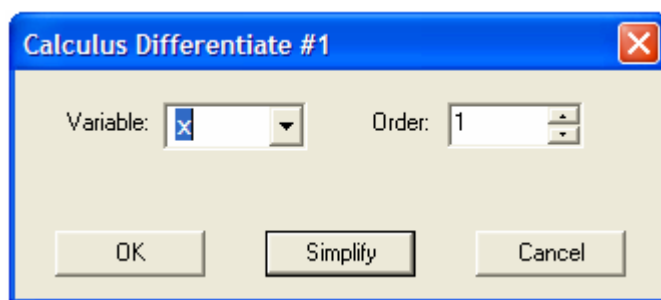 Calculus Differentiate #1
Variable: x Order: 1
OK Simplify Cancel